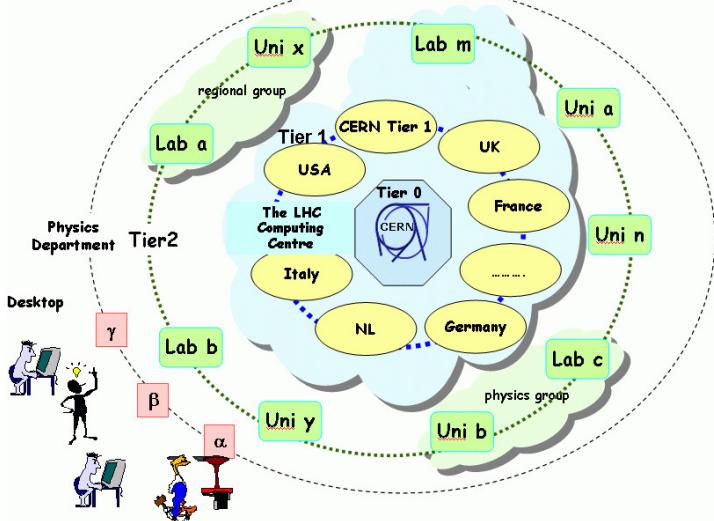 Uni x
Lab m
regional group
Uni a
Lab a
Tier 1
CERN Tier 1
UK
USA
Tier 0
CERN
France
The LHC
Computing
Centre
Physics
Department
Tier2
Uni n
Italy
……….
Desktop
NL
Germany
γ
Lab b
Lab c
β
physics group
Uni y
Uni b
α